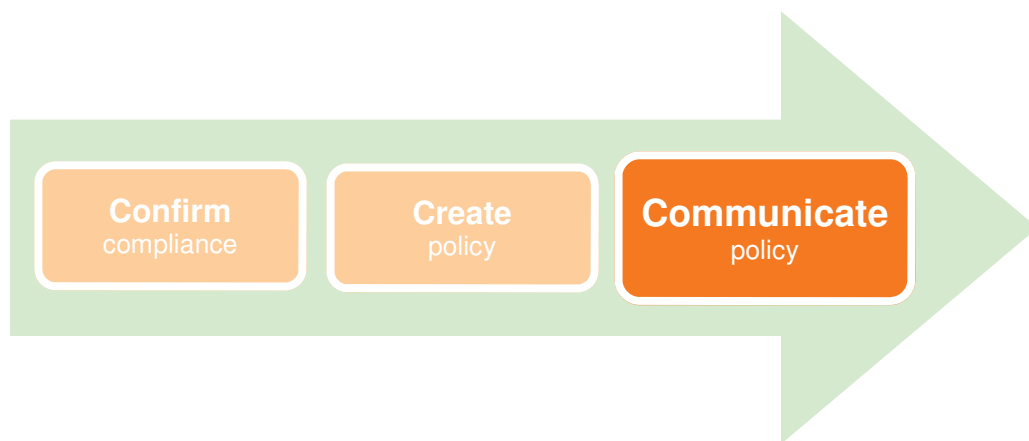 Confirm
compliance
Create
policy
Communicate
policy